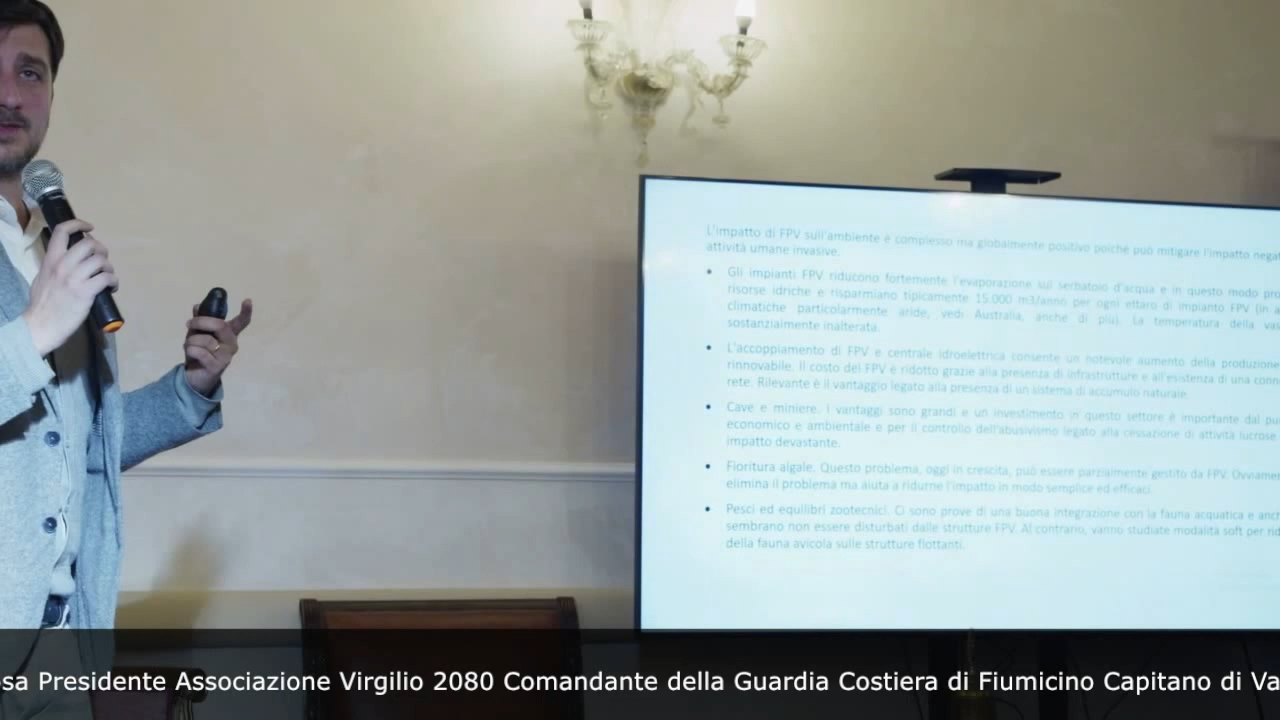 L'impatto di FPV sull'ambiente è complesso ma globalmente positivo poiché può mitigare l'impatto negat
attività umane invasive.
• Gli impianti FPV riducono fortemente l'evaporazione sul serbatoio d'acqua e in questo modo pro
risorse idriche e risparmiano tipicamente 15.000 m3/anno per ogni ettaro di impianto FPV (in a
climatiche particolarmente aride, vedi Australia, anche di più). La temperatura della va
sostanzialmente inalterata.
• L'accoppiamento di FPV e centrale idroelettrica consente un notevole aumento della produzione
rinnovabile. Il costo del FPV è ridotto grazie alla presenza di infrastrutture e all'esistenza di una conn
rete. Rilevante è il vantaggio legato alla presenza di un sistema di accumulo naturale.
• Cave e miniere. I vantaggi sono grandi e un investimento in questo settore è importante dal pu
economico e ambientale e per il controllo dell'abusivismo legato alla cessazione di attività lucrose
impatto devastante.
• Fioritura algale. Questo problema, oggi in crescita, può essere parzialmente gestito da FPV. Ovviame
elimina il problema ma aiuta a ridurne l'impatto in modo semplice ed efficaci.
• Pesci ed equilibri zootecnici. Ci sono prove di una buona integrazione con la fauna acquatica e anch
sembrano non essere disturbati dalle strutture FPV. Al contrario, vanno studiate modalità soft per rid
della fauna avicola sulle strutture flottanti.
sa Presidente Associazione Virgilio 2080 Comandante della Guardia Costiera di Fiumicino Capitano di Va